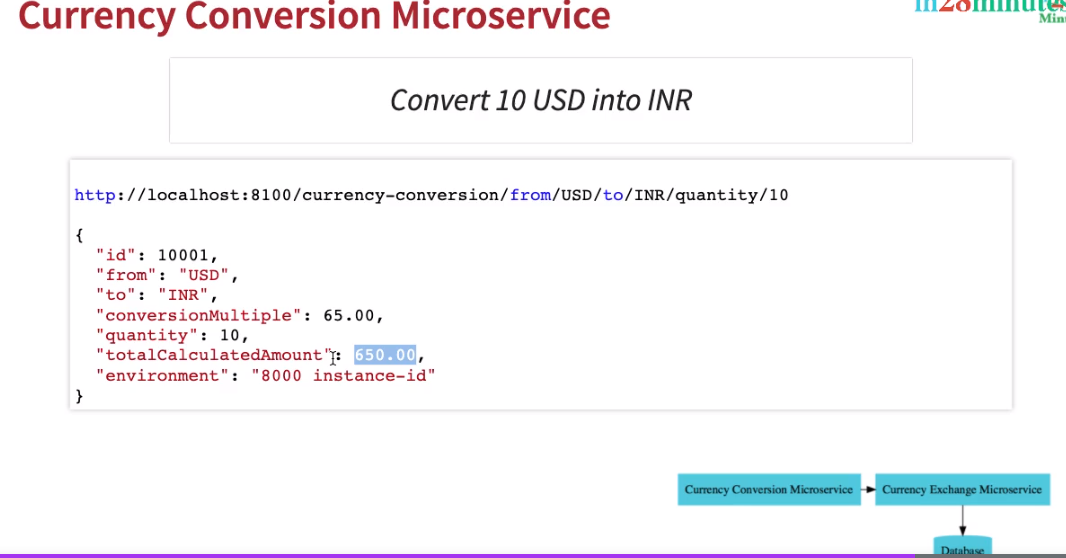 Currency Conversion Microservice
in28minutes
Convert 10 USD into INR
http://localhost:8100/currency-conversion/from/USD/to/INR/quantity/10
{
"id": 10001,
"from": "USD",
"to": "INR",
"conversionMultiple": 65.00,
"quantity": 10,
"totalCalculatedAmount": 650.00,
"environment": "8000 instance-id"
}
Currency Conversion Microservice
Currency Exchange Microservice
Database